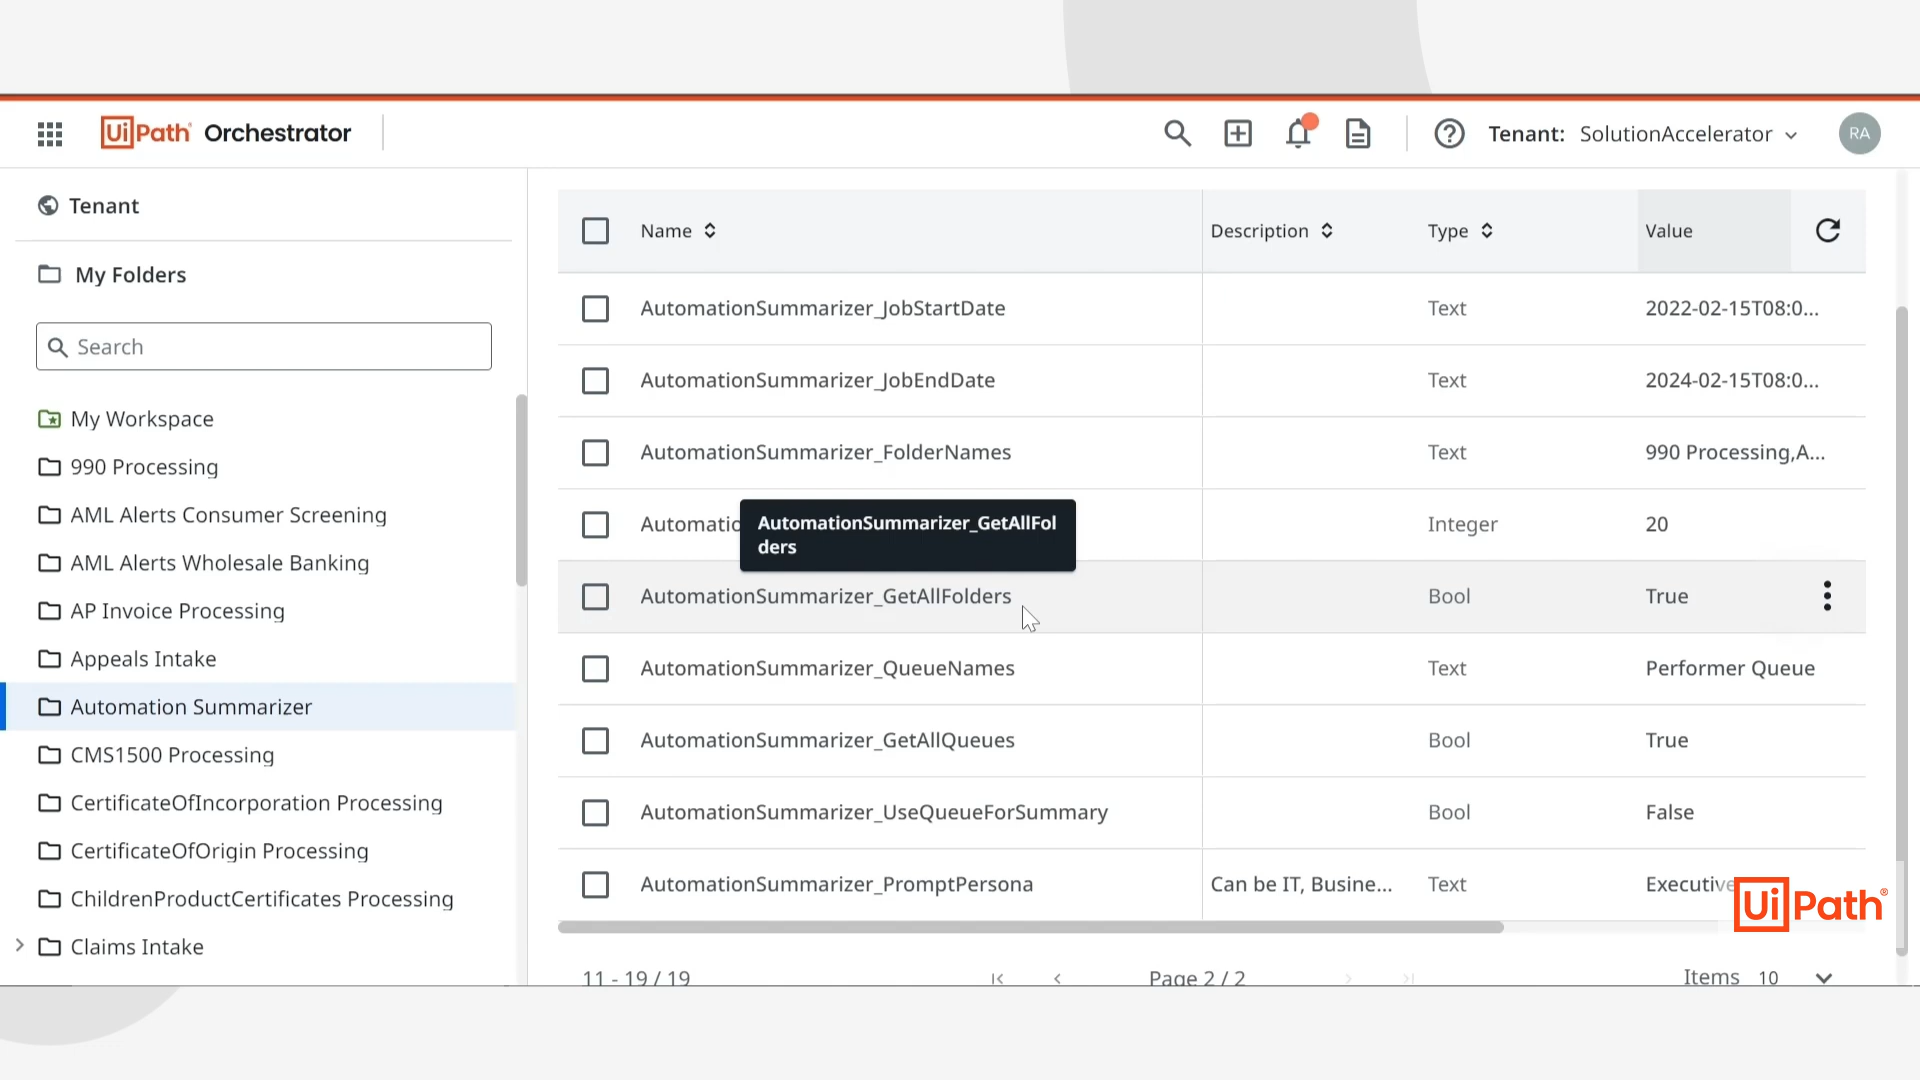 UiPath Orchestrator
Tenant: SolutionAccelerator
RA
Tenant
My Folders
Search
My Workspace
990 Processing
AML Alerts Consumer Screening
AML Alerts Wholesale Banking
AP Invoice Processing
Appeals Intake
Automation Summarizer
CMS1500 Processing
CertificateOfIncorporation Processing
CertificateOfOrigin Processing
ChildrenProductCertificates Processing
Claims Intake
Name Description Type Value
AutomationSummarizer_JobStartDate Text 2022-02-15T08:0...
AutomationSummarizer_JobEndDate Text 2024-02-15T08:0...
AutomationSummarizer_FolderNames Text 990 Processing,A...
Automatio Integer 20
AutomationSummarizer_GetAllFol
ders
AutomationSummarizer_GetAllFolders Bool True
AutomationSummarizer_QueueNames Text Performer Queue
AutomationSummarizer_GetAllQueues Bool True
AutomationSummarizer_UseQueueForSummary Bool False
AutomationSummarizer_PromptPersona Can be IT, Busine... Text Executive
UiPath
11 - 19 / 19 Page 2 / 2 Items 10